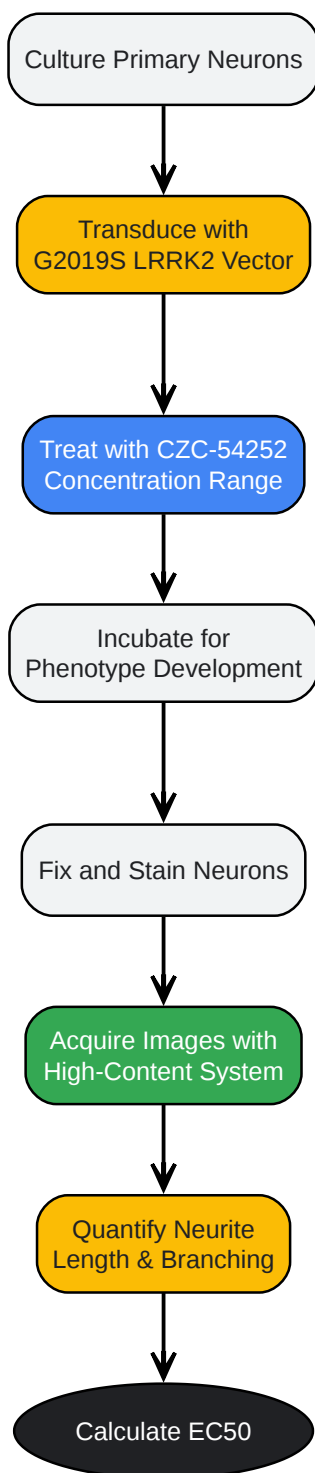 Culture Primary Neurons
Transduce with
G2019S LRRK2 Vector
Treat with CZC-54252
Concentration Range
Incubate for
Phenotype Development
Fix and Stain Neurons
Acquire Images with
High-Content System
Quantify Neurite
Length & Branching
Calculate EC50